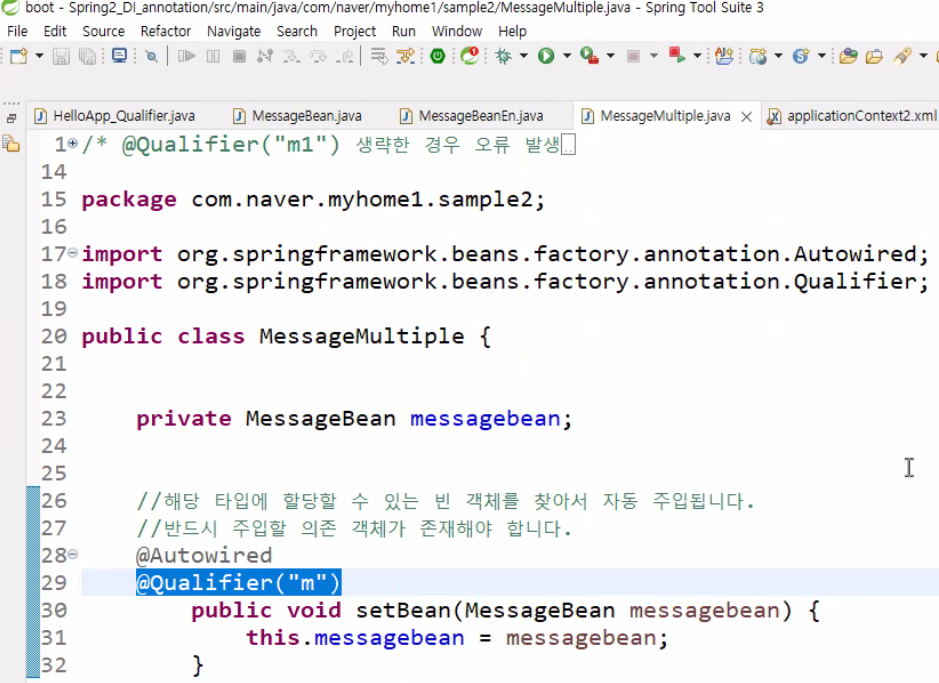 boot - Spring2_DI_annotation/src/main/java/com/naver/myhome1/sample2/MessageMultiple.java - Spring Tool Suite 3
File Edit Source Refactor Navigate Search Project Run Window Help
HelloApp_Qualifier.java MessageBean.java MessageBeanEn.java MessageMultiple.java applicationContext2.xml
1 /* @Qualifier("m1") 생략한 경우 오류 발생
14
15 package com.naver.myhome1.sample2;
16
17 import org.springframework.beans.factory.annotation.Autowired;
18 import org.springframework.beans.factory.annotation.Qualifier;
19
20 public class MessageMultiple {
21
22
23 private MessageBean messagebean;
24
25
26 //해당 타입에 할당할 수 있는 빈 객체를 찾아서 자동 주입됩니다.
27 //반드시 주입할 의존 객체가 존재해야 합니다.
28 @Autowired
29 @Qualifier("m")
30 public void setBean(MessageBean messagebean) {
31 this.messagebean = messagebean;
32 }